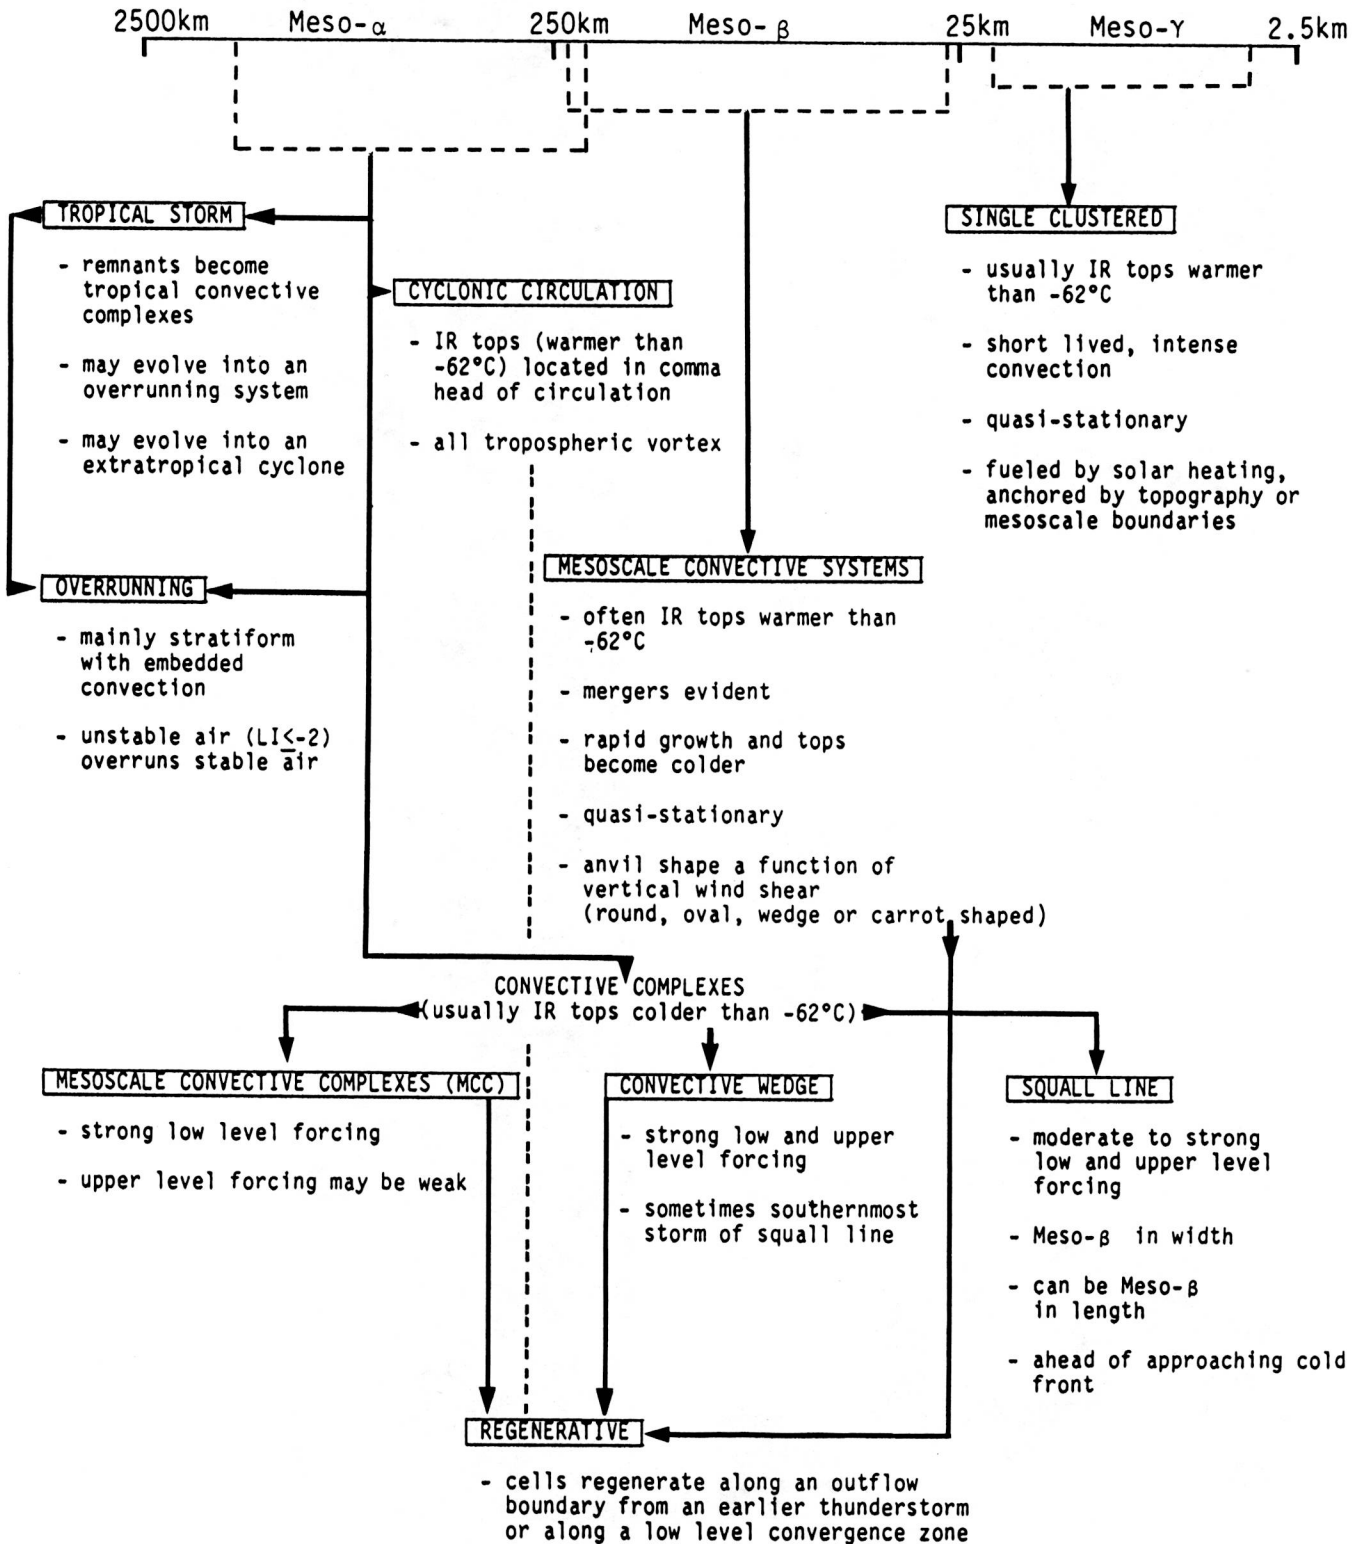 2500km Meso-α 250km Meso-β 25km Meso-γ 2.5km
TROPICAL STORM
- remnants become
tropical convective
complexes
- may evolve into an
overrunning system
- may evolve into an
extratropical cyclone
CYCLONIC CIRCULATION
- IR tops (warmer than
-62°C) located in comma
head of circulation
- all tropospheric vortex
SINGLE CLUSTERED
- usually IR tops warmer
than -62°C
- short lived, intense
convection
- quasi-stationary
- fueled by solar heating,
anchored by topography or
mesoscale boundaries
OVERRUNNING
- mainly stratiform
with embedded
convection
- unstable air (LI≤-2)
overruns stable air
MESOSCALE CONVECTIVE SYSTEMS
- often IR tops warmer than
-62°C
- mergers evident
- rapid growth and tops
become colder
- quasi-stationary
- anvil shape a function of
vertical wind shear
(round, oval, wedge or carrot shaped)
CONVECTIVE COMPLEXES
(usually IR tops colder than -62°C)
MESOSCALE CONVECTIVE COMPLEXES (MCC)
- strong low level forcing
- upper level forcing may be weak
CONVECTIVE WEDGE
- strong low and upper
level forcing
- sometimes southernmost
storm of squall line
SQUALL LINE
- moderate to strong
low and upper level
forcing
- Meso-β in width
- can be Meso-β
in length
- ahead of approaching cold
front
REGENERATIVE
- cells regenerate along an outflow
boundary from an earlier thunderstorm
or along a low level convergence zone